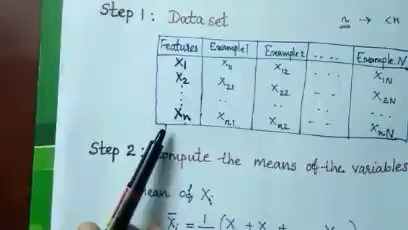 Step 1: Data set
n → <n
Features Example 1 Example 2 .... Example N
X1 X11 X12 - - X1N
X2 X21 X22 - - X2N
⋮
Xn Xn1 Xn2 - - XnN
Step 2: Compute the means of the variables
mean of Xi
X̄i = 1